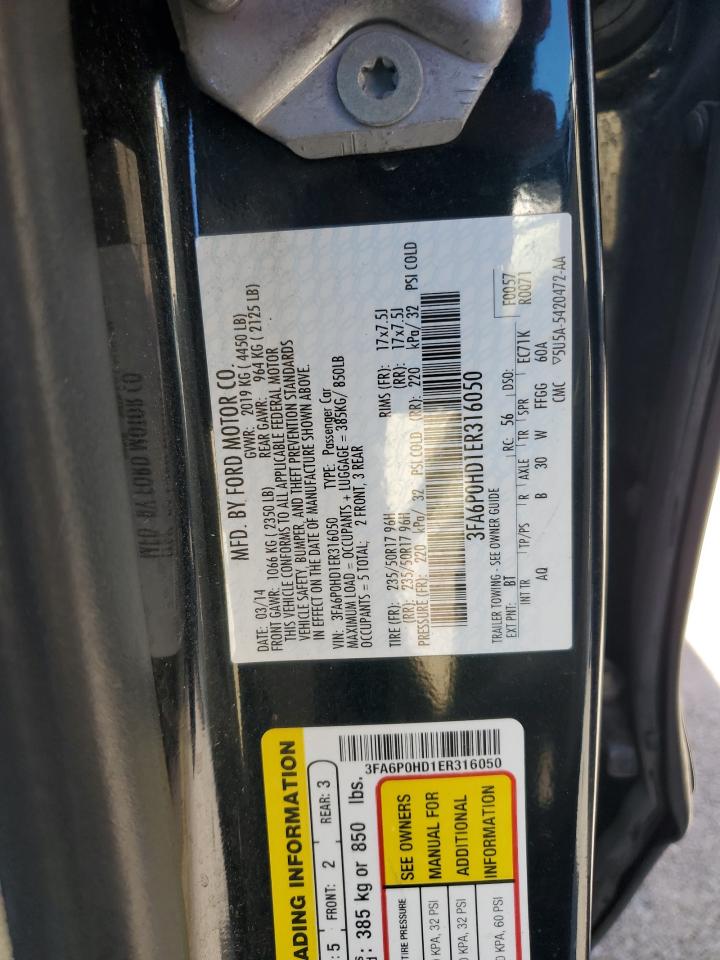 MFD. BY FORD MOTOR CO.
DATE: 03/14 GVWR: 2019 KG ( 4450 LB)
FRONT GAWR: 1066 KG ( 2350 LB) REAR GAWR: 964 KG ( 2125 LB)
THIS VEHICLE CONFORMS TO ALL APPLICABLE FEDERAL MOTOR
VEHICLE SAFETY, BUMPER, AND THEFT PREVENTION STANDARDS
IN EFFECT ON THE DATE OF MANUFACTURE SHOWN ABOVE.
VIN: 3FA6P0HD1ER316050 TYPE: Passenger Car
MAXIMUM LOAD = OCCUPANTS + LUGGAGE = 385KG/ 850LB
OCCUPANTS = 5 TOTAL; 2 FRONT, 3 REAR
TIRE (FR): 235/50R17 96H RIMS (FR): 17x7.5J
(RR): 235/50R17 96H (RR): 17x7.5J
PRESSURE (FR): 220 kPa/ 32 PSI COLD (RR): 220 kPa/ 32 PSI COLD
3FA6P0HD1ER316050
TRAILER TOWING - SEE OWNER GUIDE F0057
EXT PNT: BT RC: 56 DSO: R0071
INT TR TP/PS R AXLE TR SPR EC71K
AQ B 30 W FFGG 60A
CMC ▽5U5A-5420472-AA
ADING INFORMATION
: 5 FRONT: 2 REAR: 3
: 385 kg or 850 lbs.
3FA6P0HD1ER316050
TIRE PRESSURE
KPA, 32 PSI
KPA, 32 PSI
KPA, 60 PSI
SEE OWNERS
MANUAL FOR
ADDITIONAL
INFORMATION